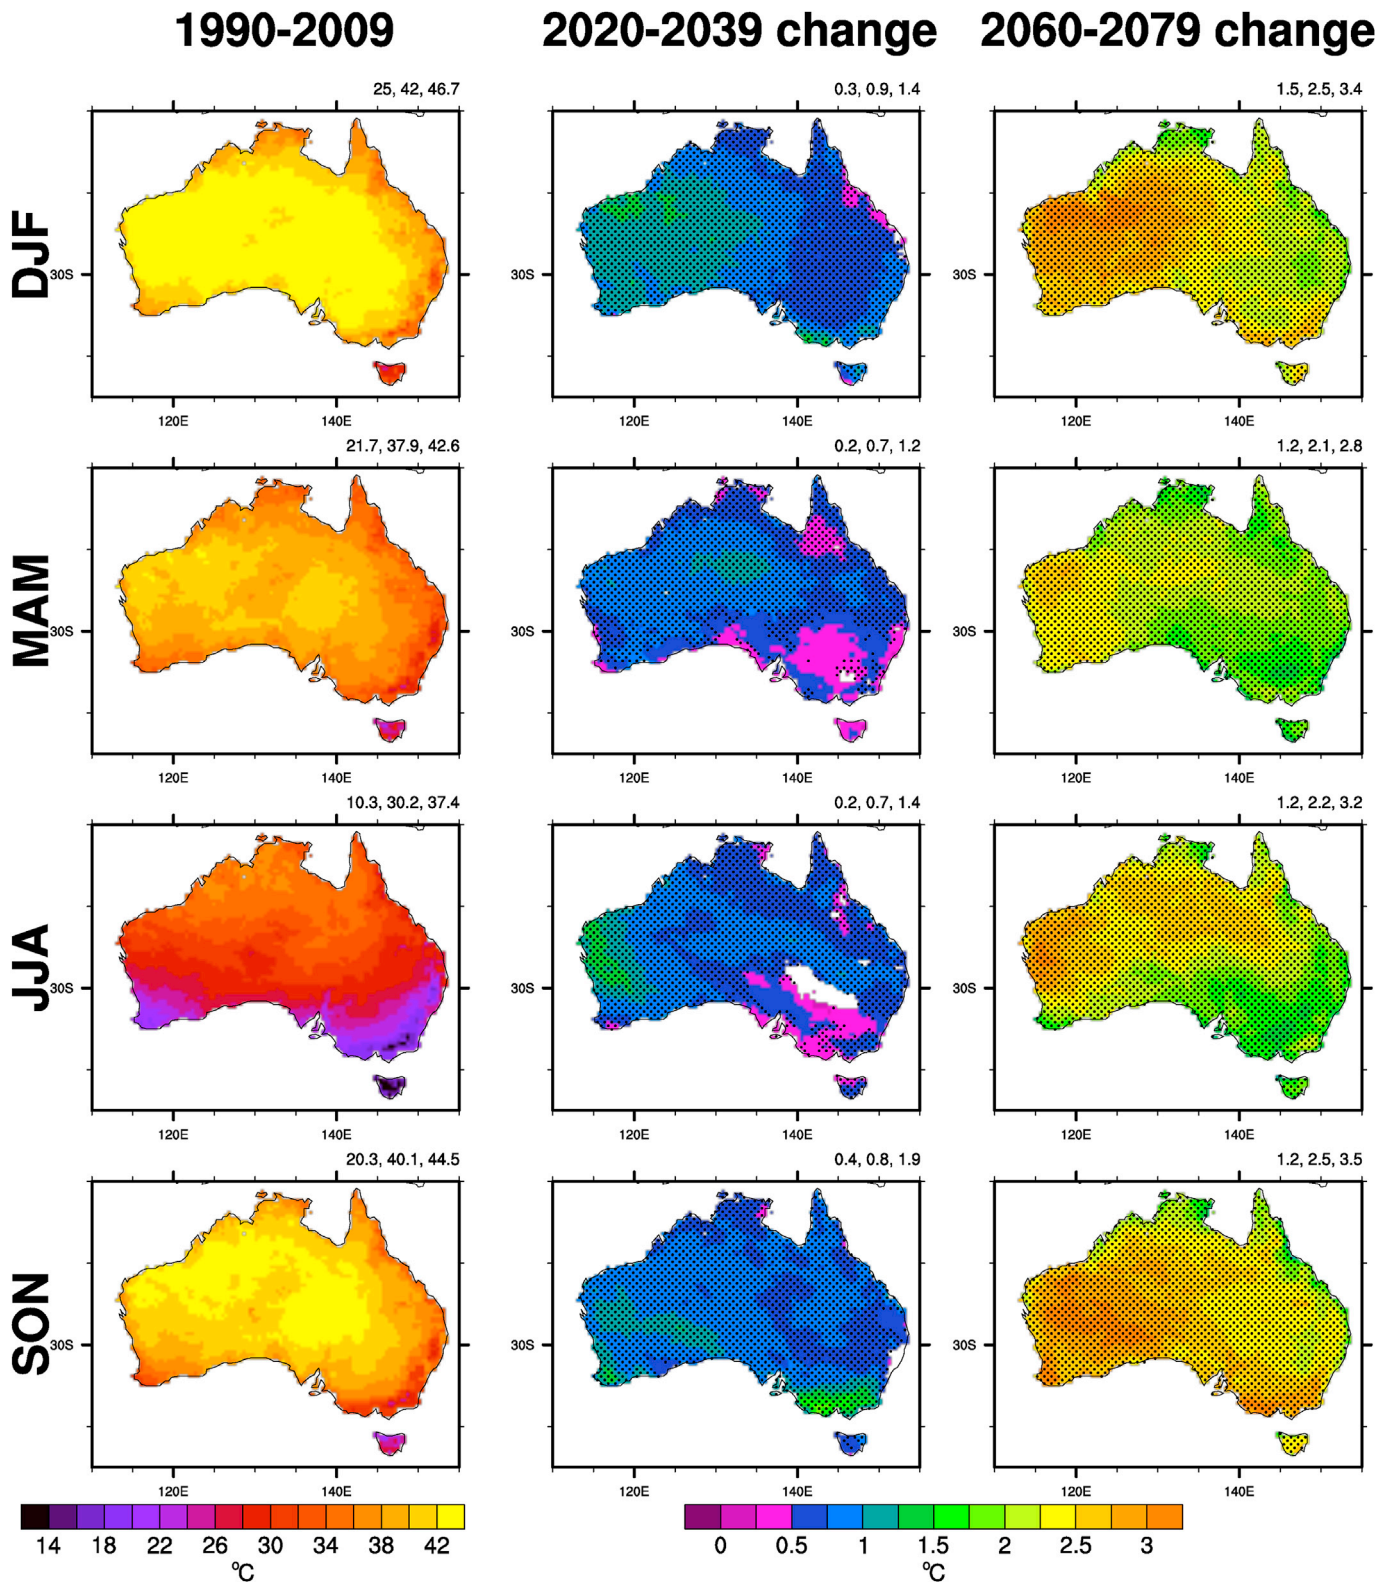 1990-2009 2020-2039 change 2060-2079 change
25, 42, 46.7 0.3, 0.9, 1.4 1.5, 2.5, 3.4
DJF
30S 30S 30S
120E 140E 120E 140E 120E 140E
21.7, 37.9, 42.6 0.2, 0.7, 1.2 1.2, 2.1, 2.8
MAM
30S 30S 30S
120E 140E 120E 140E 120E 140E
10.3, 30.2, 37.4 0.2, 0.7, 1.4 1.2, 2.2, 3.2
JJA
30S 30S 30S
120E 140E 120E 140E 120E 140E
20.3, 40.1, 44.5 0.4, 0.8, 1.9 1.2, 2.5, 3.5
SON
30S 30S 30S
120E 140E 120E 140E 120E 140E
14 18 22 26 30 34 38 42 0 0.5 1 1.5 2 2.5 3
°C °C